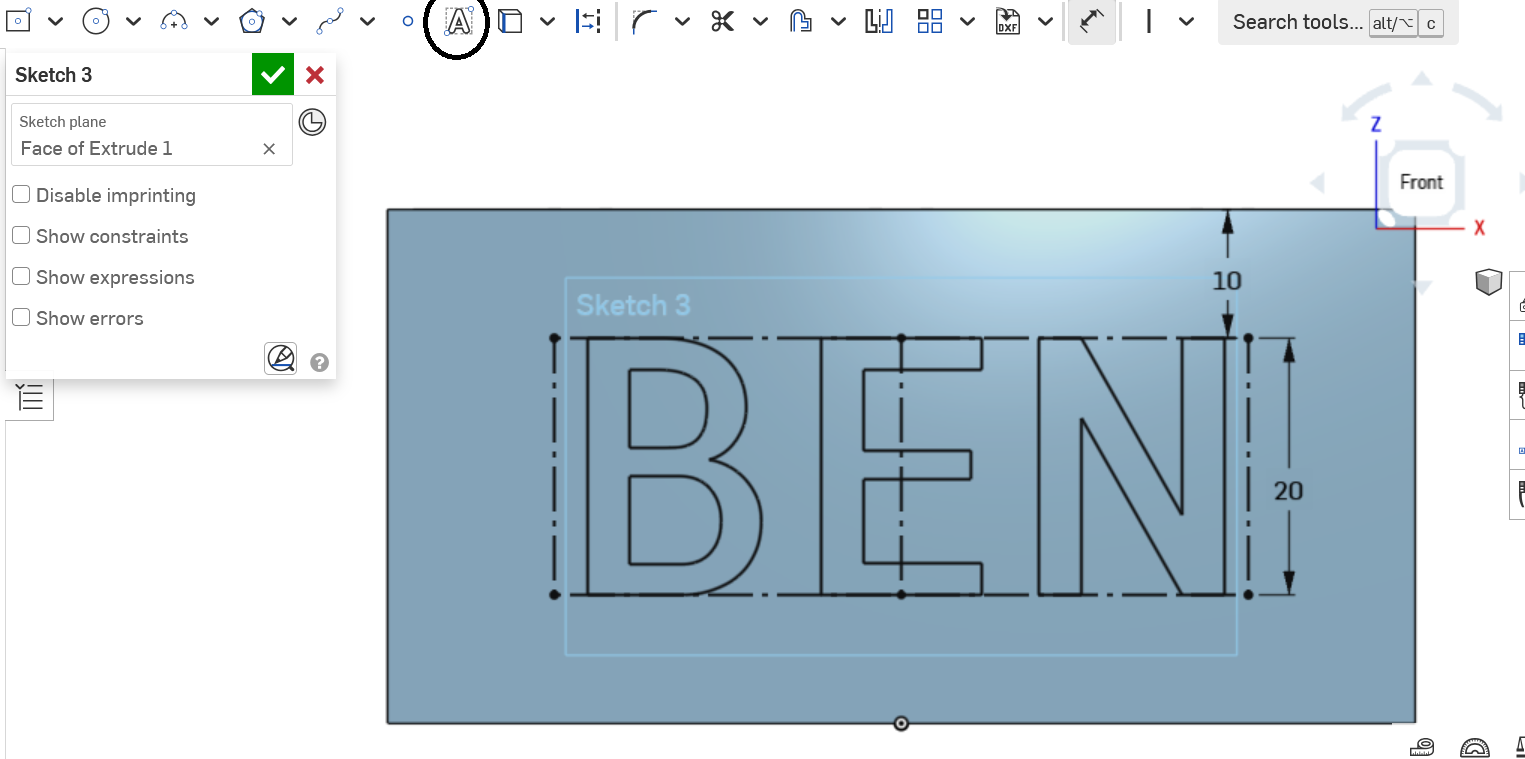 A
DXF
Search tools... alt/⌥ c
Sketch 3
Sketch plane
Face of Extrude 1
Disable imprinting
Show constraints
Show expressions
Show errors
?
Z
Front
X
10
Sketch 3
BEN
20